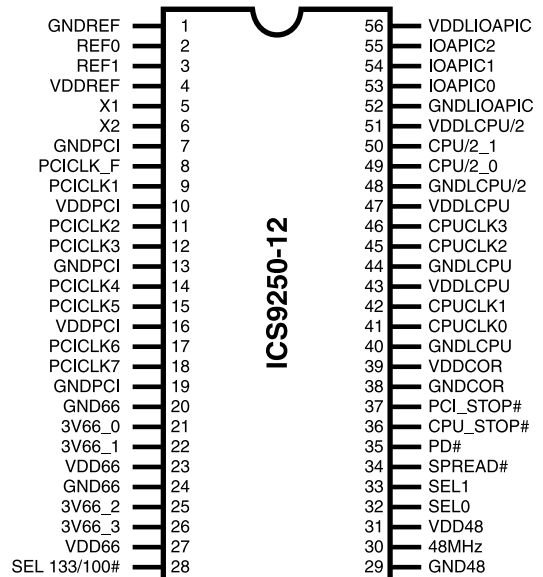 GNDREF 1 56 VDDLIOAPIC
REF0 2 55 IOAPIC2
REF1 3 54 IOAPIC1
VDDREF 4 53 IOAPIC0
X1 5 52 GNDLIOAPIC
X2 6 51 VDDLCPU/2
GNDPCI 7 50 CPU/2_1
PCICLK_F 8 49 CPU/2_0
PCICLK1 9 48 GNDLCPU/2
VDDPCI 10 47 VDDLCPU
PCICLK2 11 46 CPUCLK3
PCICLK3 12 45 CPUCLK2
GNDPCI 13 44 GNDLCPU
PCICLK4 14 43 VDDLCPU
PCICLK5 15 42 CPUCLK1
VDDPCI 16 41 CPUCLK0
PCICLK6 17 40 GNDLCPU
PCICLK7 18 39 VDDCOR
GNDPCI 19 38 GNDCOR
GND66 20 37 PCI_STOP#
3V66_0 21 36 CPU_STOP#
3V66_1 22 35 PD#
VDD66 23 34 SPREAD#
GND66 24 33 SEL1
3V66_2 25 32 SEL0
3V66_3 26 31 VDD48
VDD66 27 30 48MHz
SEL 133/100# 28 29 GND48
ICS9250-12